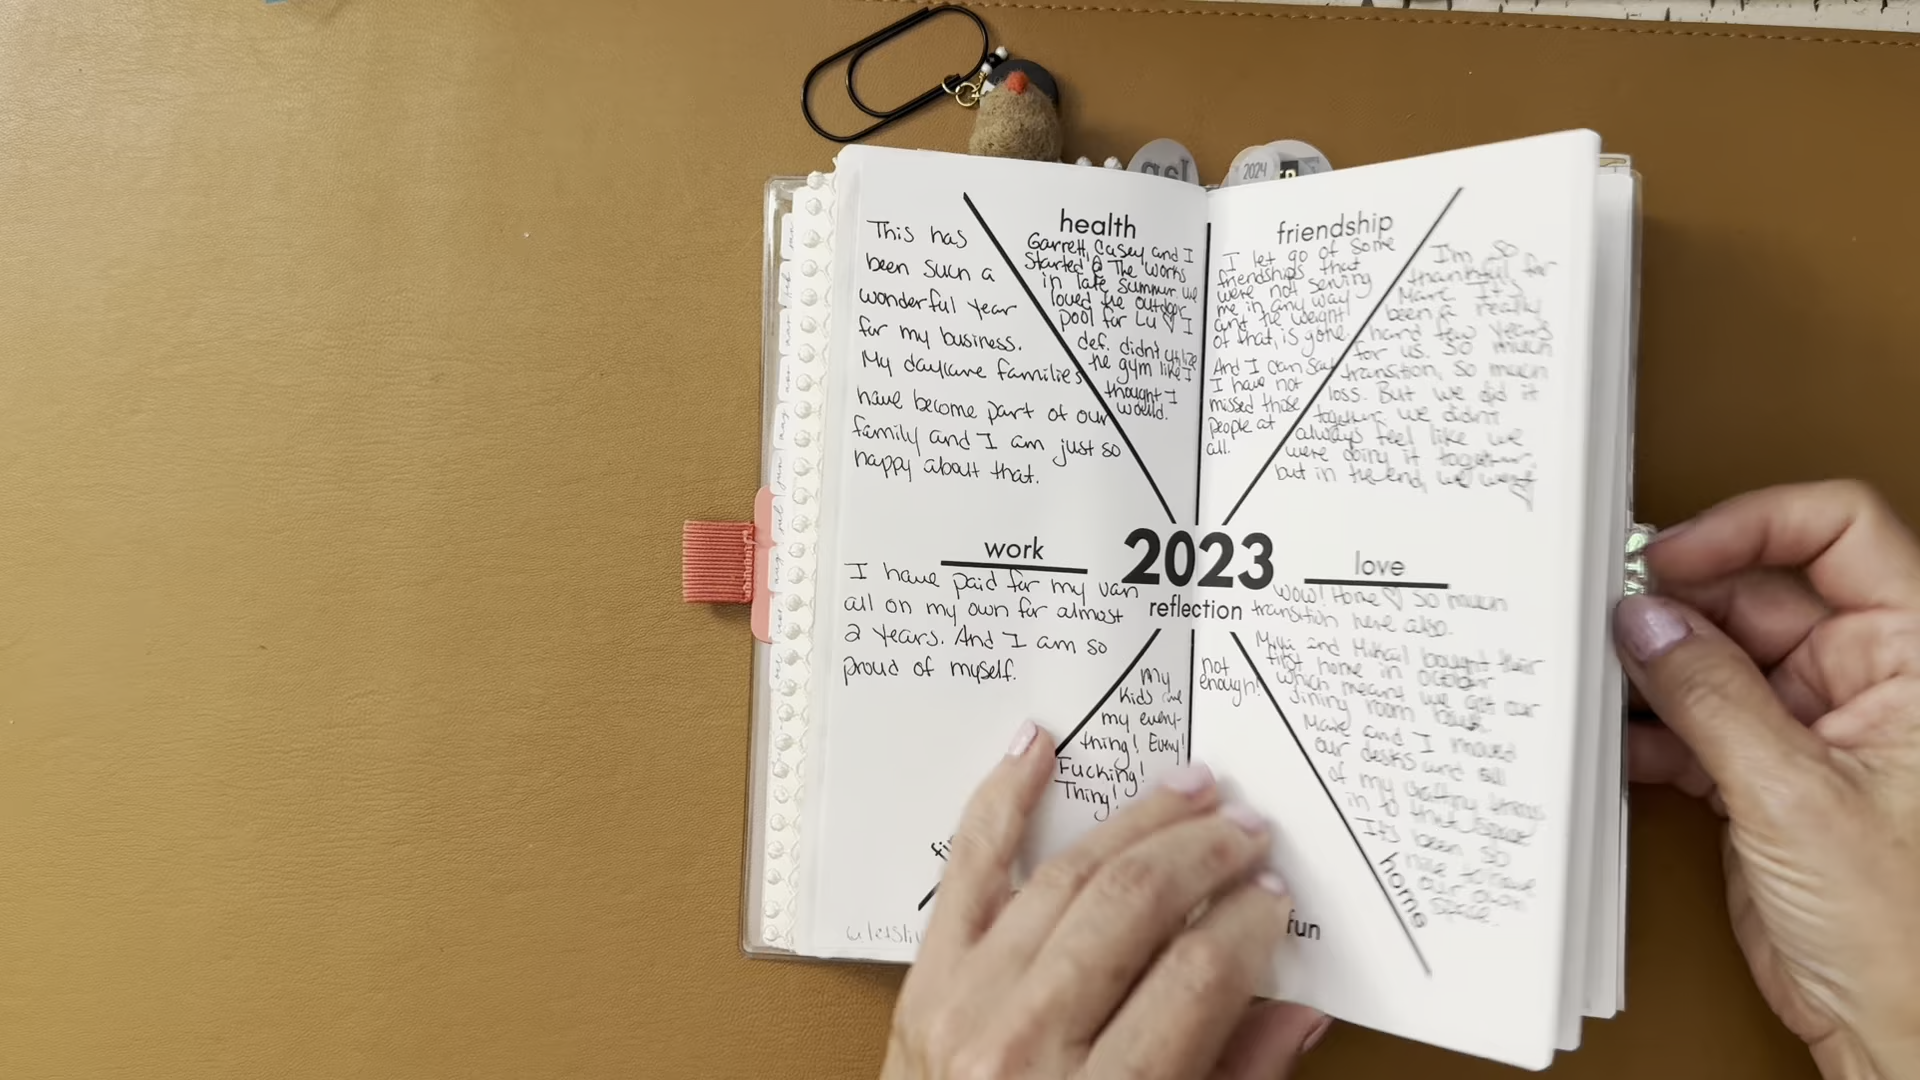 This has
been such a
wonderful year
for my business.
My daycare families
have become part of our
family and I am just so
happy about that.
health
Garrett, Casey and I
started @ The Works
in late summer. we
loved the outdoor
pool for Lu ♡ I
def. didn't utilize
the gym like I
thought I
would.
friendship
I let go of some
friendships that
were not serving
me in any way
and the weight
of that, is gone.
And I can say
I have not
missed those
people at
all.
I'm so
thankful for
Marc. It's
been a really
hard few years
for us. So much
transition, so much
loss. But we did it
together. we didn't
always feel like we
were doing it together,
but in the end, we were
♡
work
2023
reflection
love
I have paid for my van
all on my own for almost
2 years. And I am so
proud of myself.
My
kids are
my every-
thing! Every!
Fucking!
Thing!
not
enough!
fun
Wow! Home ♡ So much
transition here also.
Milla and Mikail bought their
first home in
which means we got our
dining room back.
Marc and I moved
our desks and all
of my crafting things
in to that space
It's been so
nice to have
our own
space.
home
2024